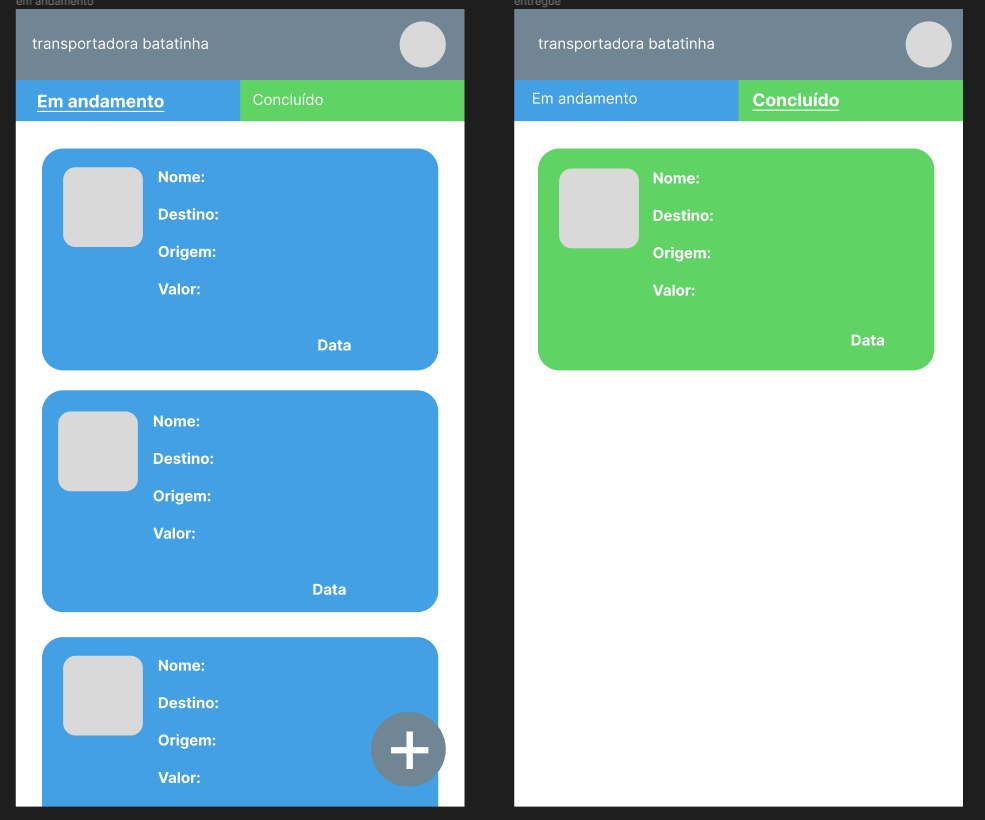 em andamento
transportadora batatinha
Em andamento
Concluído
Nome:
Destino:
Origem:
Valor:
Data
Nome:
Destino:
Origem:
Valor:
Data
Nome:
Destino:
Origem:
Valor:
entregue
transportadora batatinha
Em andamento
Concluído
Nome:
Destino:
Origem:
Valor:
Data